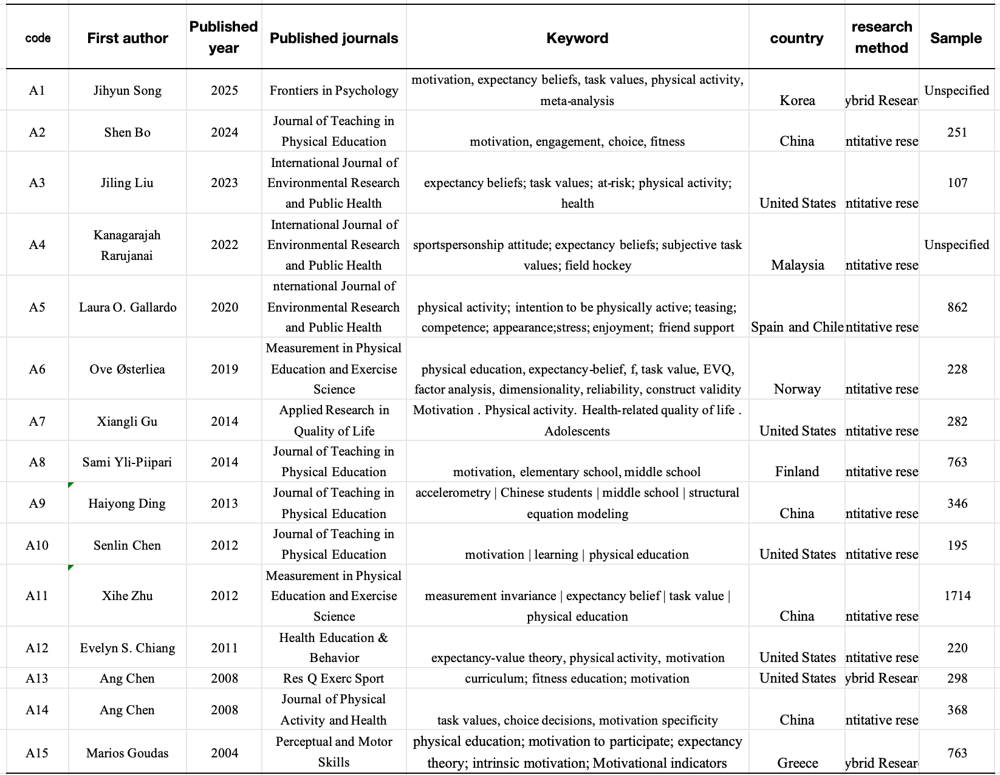 code First author Published year Published journals Keyword country research method Sample
A1 Jihyun Song 2025 Frontiers in Psychology motivation, expectancy beliefs, task values, physical activity, meta-analysis Korea ybrid Resear Unspecified
A2 Shen Bo 2024 Journal of Teaching in Physical Education motivation, engagement, choice, fitness China ntitative rese 251
A3 Jiling Liu 2023 International Journal of Environmental Research and Public Health expectancy beliefs; task values; at-risk; physical activity; health United States ntitative rese 107
A4 Kanagarajah Rarujanai 2022 International Journal of Environmental Research and Public Health sportspersonship attitude; expectancy beliefs; subjective task values; field hockey Malaysia ntitative rese Unspecified
A5 Laura O. Gallardo 2020 nternational Journal of Environmental Research and Public Health physical activity; intention to be physically active; teasing; competence; appearance;stress; enjoyment; friend support Spain and Chile ntitative rese 862
A6 Ove Østerliea 2019 Measurement in Physical Education and Exercise Science physical education, expectancy-belief, f, task value, EVQ, factor analysis, dimensionality, reliability, construct validity Norway ntitative rese 228
A7 Xiangli Gu 2014 Applied Research in Quality of Life Motivation . Physical activity. Health-related quality of life . Adolescents United States ntitative rese 282
A8 Sami Yli-Piipari 2014 Journal of Teaching in Physical Education motivation, elementary school, middle school Finland ntitative rese 763
A9 Haiyong Ding 2013 Journal of Teaching in Physical Education accelerometry | Chinese students | middle school | structural equation modeling China ntitative rese 346
A10 Senlin Chen 2012 Journal of Teaching in Physical Education motivation | learning | physical education United States ntitative rese 195
A11 Xihe Zhu 2012 Measurement in Physical Education and Exercise Science measurement invariance | expectancy belief | task value | physical education China ntitative rese 1714
A12 Evelyn S. Chiang 2011 Health Education & Behavior expectancy-value theory, physical activity, motivation United States ntitative rese 220
A13 Ang Chen 2008 Res Q Exerc Sport curriculum; fitness education; motivation United States ybrid Resear 298
A14 Ang Chen 2008 Journal of Physical Activity and Health task values, choice decisions, motivation specificity China ntitative rese 368
A15 Marios Goudas 2004 Perceptual and Motor Skills physical education; motivation to participate; expectancy theory; intrinsic motivation; Motivational indicators Greece ybrid Resear 763